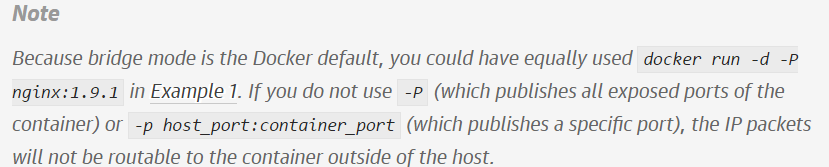 Note
Because bridge mode is the Docker default, you could have equally used docker run -d -P
nginx:1.9.1 in Example 1. If you do not use -P (which publishes all exposed ports of the
container) or -p host_port:container_port (which publishes a specific port), the IP packets
will not be routable to the container outside of the host.